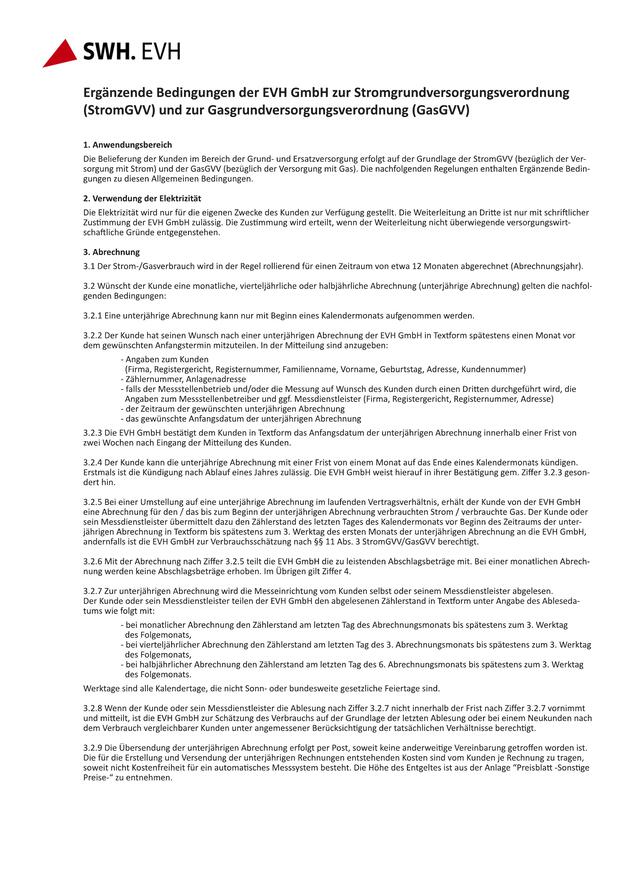 SWH. EVH
Ergänzende Bedingungen der EVH GmbH zur Stromgrundversorgungsverordnung
(StromGVV) und zur Gasgrundversorgungsverordnung (GasGVV)
1. Anwendungsbereich
Die Belieferung der Kunden im Bereich der Grund- und Ersatzversorgung erfolgt auf der Grundlage der StromGVV (bezüglich der Ver-
sorgung mit Strom) und der GasGVV (bezüglich der Versorgung mit Gas). Die nachfolgenden Regelungen enthalten Ergänzende Bedin-
gungen zu diesen Allgemeinen Bedingungen.
2. Verwendung der Elektrizität
Die Elektrizität wird nur für die eigenen Zwecke des Kunden zur Verfügung gestellt. Die Weiterleitung an Dritte ist nur mit schriftlicher
Zustimmung der EVH GmbH zulässig. Die Zustimmung wird erteilt, wenn der Weiterleitung nicht überwiegende versorgungswirt-
schaftliche Gründe entgegenstehen.
3. Abrechnung
3.1 Der Strom-/Gasverbrauch wird in der Regel rollierend für einen Zeitraum von etwa 12 Monaten abgerechnet (Abrechnungsjahr).
3.2 Wünscht der Kunde eine monatliche, vierteljährliche oder halbjährliche Abrechnung (unterjährige Abrechnung) gelten die nachfol-
genden Bedingungen:
3.2.1 Eine unterjährige Abrechnung kann nur mit Beginn eines Kalendermonats aufgenommen werden.
3.2.2 Der Kunde hat seinen Wunsch nach einer unterjährigen Abrechnung der EVH GmbH in Textform spätestens einen Monat vor
dem gewünschten Anfangstermin mitzuteilen. In der Mitteilung sind anzugeben:
- Angaben zum Kunden
(Firma, Registergericht, Registernummer, Familienname, Vorname, Geburtstag, Adresse, Kundennummer)
- Zählernummer, Anlagenadresse
- falls der Messstellenbetrieb und/oder die Messung auf Wunsch des Kunden durch einen Dritten durchgeführt wird, die
Angaben zum Messstellenbetreiber und ggf. Messdienstleister (Firma, Registergericht, Registernummer, Adresse)
- der Zeitraum der gewünschten unterjährigen Abrechnung
- das gewünschte Anfangsdatum der unterjährigen Abrechnung
3.2.3 Die EVH GmbH bestätigt dem Kunden in Textform das Anfangsdatum der unterjährigen Abrechnung innerhalb einer Frist von
zwei Wochen nach Eingang der Mitteilung des Kunden.
3.2.4 Der Kunde kann die unterjährige Abrechnung mit einer Frist von einem Monat auf das Ende eines Kalendermonats kündigen.
Erstmals ist die Kündigung nach Ablauf eines Jahres zulässig. Die EVH GmbH weist hierauf in ihrer Bestätigung gem. Ziffer 3.2.3 geson-
dert hin.
3.2.5 Bei einer Umstellung auf eine unterjährige Abrechnung im laufenden Vertragsverhältnis, erhält der Kunde von der EVH GmbH
eine Abrechnung für den / das bis zum Beginn der unterjährigen Abrechnung verbrauchten Strom / verbrauchte Gas. Der Kunde oder
sein Messdienstleister übermittelt dazu den Zählerstand des letzten Tages des Kalendermonats vor Beginn des Zeitraums der unter-
jährigen Abrechnung in Textform bis spätestens zum 3. Werktag des ersten Monats der unterjährigen Abrechnung an die EVH GmbH,
andernfalls ist die EVH GmbH zur Verbrauchsschätzung nach §§ 11 Abs. 3 StromGVV/GasGVV berechtigt.
3.2.6 Mit der Abrechnung nach Ziffer 3.2.5 teilt die EVH GmbH die zu leistenden Abschlagsbeträge mit. Bei einer monatlichen Abrech-
nung werden keine Abschlagsbeträge erhoben. Im Übrigen gilt Ziffer 4.
3.2.7 Zur unterjährigen Abrechnung wird die Messeinrichtung vom Kunden selbst oder seinem Messdienstleister abgelesen.
Der Kunde oder sein Messdienstleister teilen der EVH GmbH den abgelesenen Zählerstand in Textform unter Angabe des Ableseda-
tums wie folgt mit:
- bei monatlicher Abrechnung den Zählerstand am letzten Tag des Abrechnungsmonats bis spätestens zum 3. Werktag
des Folgemonats,
- bei vierteljährlicher Abrechnung den Zählerstand am letzten Tag des 3. Abrechnungsmonats bis spätestens zum 3. Werktag
des Folgemonats,
- bei halbjährlicher Abrechnung den Zählerstand am letzten Tag des 6. Abrechnungsmonats bis spätestens zum 3. Werktag
des Folgemonats.
Werktage sind alle Kalendertage, die nicht Sonn- oder bundesweite gesetzliche Feiertage sind.
3.2.8 Wenn der Kunde oder sein Messdienstleister die Ablesung nach Ziffer 3.2.7 nicht innerhalb der Frist nach Ziffer 3.2.7 vornimmt
und mitteilt, ist die EVH GmbH zur Schätzung des Verbrauchs auf der Grundlage der letzten Ablesung oder bei einem Neukunden nach
dem Verbrauch vergleichbarer Kunden unter angemessener Berücksichtigung der tatsächlichen Verhältnisse berechtigt.
3.2.9 Die Übersendung der unterjährigen Abrechnung erfolgt per Post, soweit keine anderweitige Vereinbarung getroffen worden ist.
Die für die Erstellung und Versendung der unterjährigen Rechnungen entstehenden Kosten sind vom Kunden je Rechnung zu tragen,
soweit nicht Kostenfreiheit für ein automatisches Messsystem besteht. Die Höhe des Entgeltes ist aus der Anlage “Preisblatt -Sonstige
Preise-“ zu entnehmen.